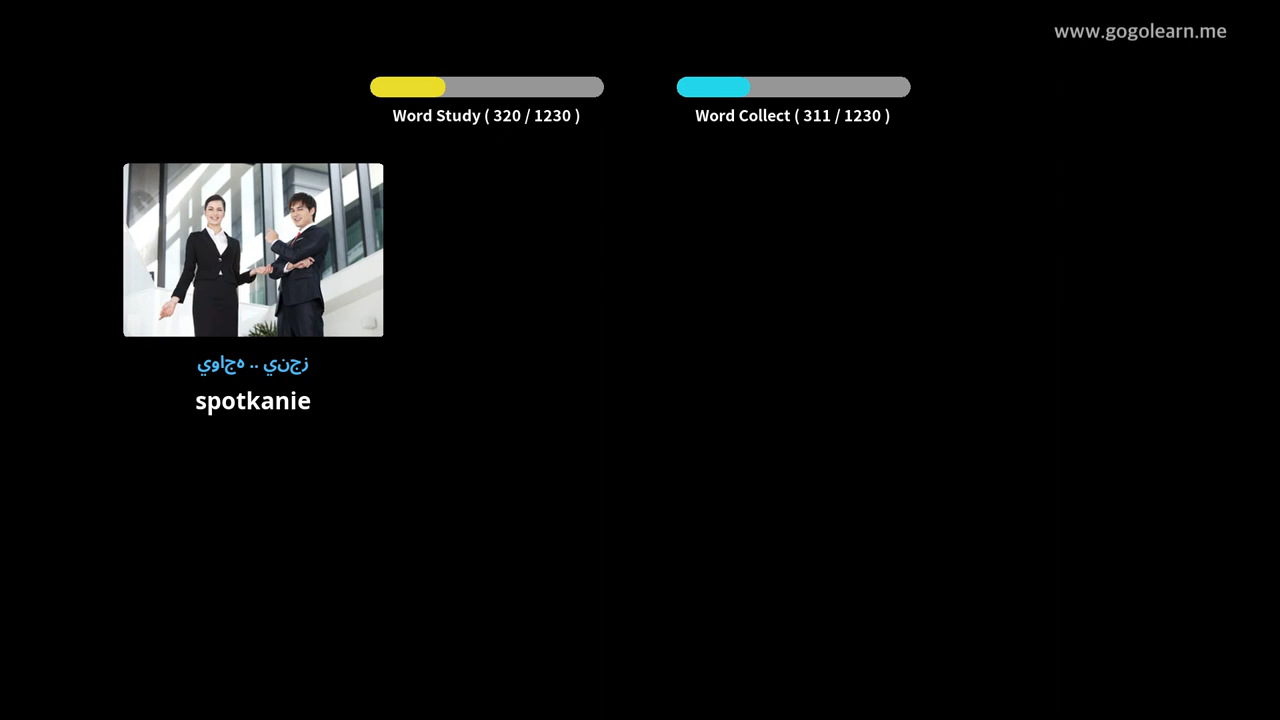 www.gogolearn.me
Word Study ( 320 / 1230 )
Word Collect ( 311 / 1230 )
زجني .. هجاوي
spotkanie